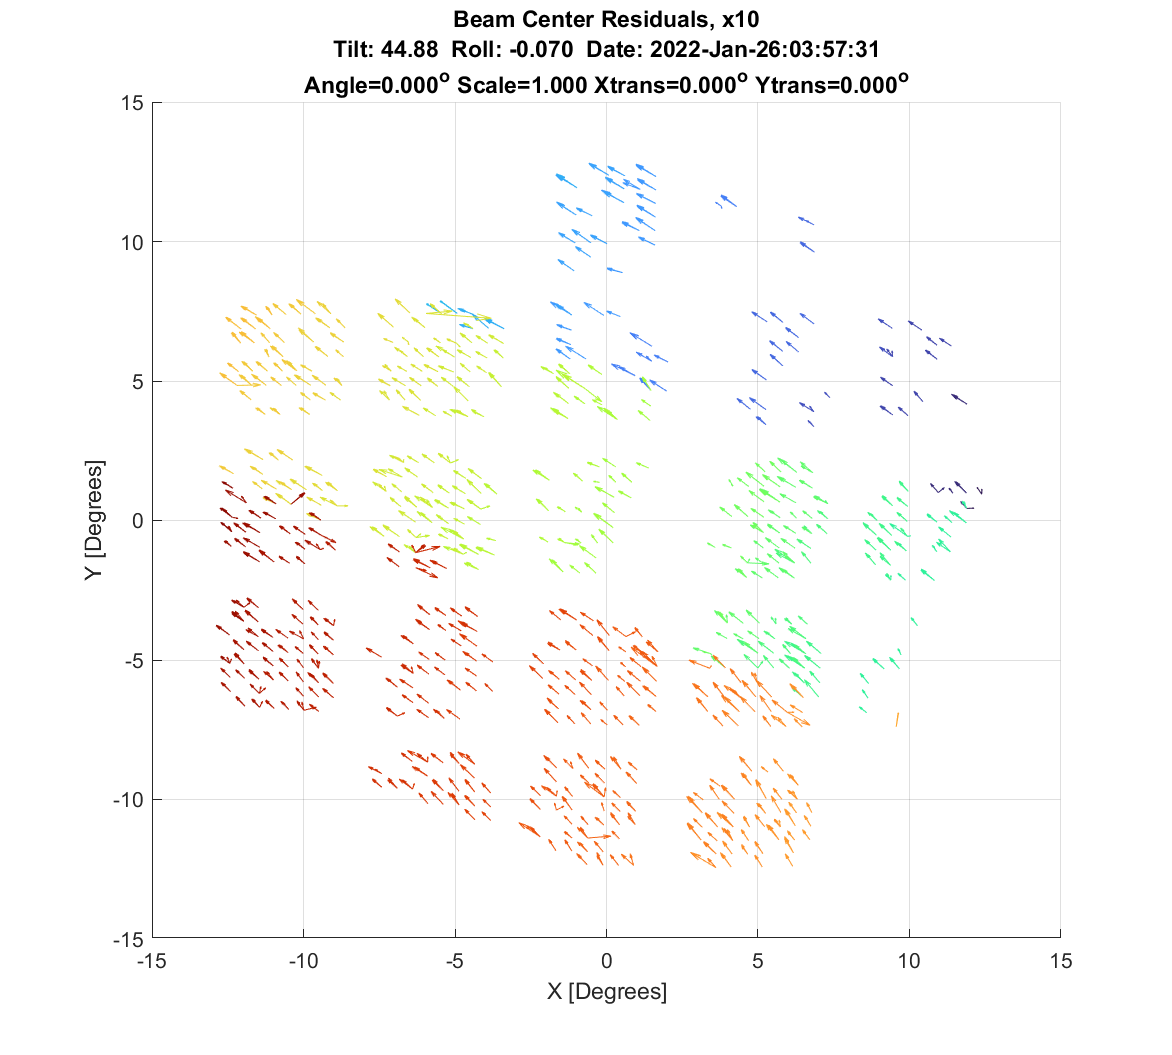 Beam Center Residuals, x10
Tilt: 44.88  Roll: -0.070  Date: 2022-Jan-26:03:57:31
Angle=0.000° Scale=1.000 Xtrans=0.000° Ytrans=0.000°
15
10
5
0
-5
-10
-15
Y [Degrees]
-15 -10 -5 0 5 10 15
X [Degrees]